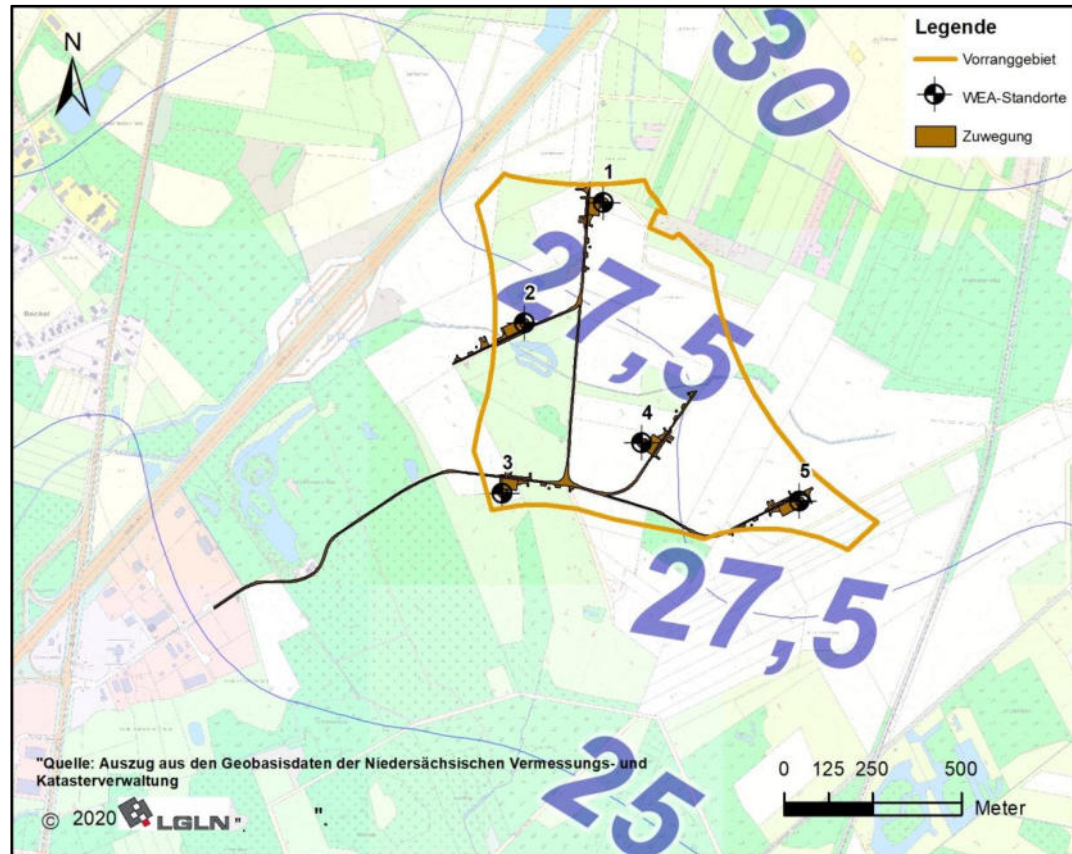 N
30
Legende
Vorranggebiet
WEA-Standorte
Zuwegung
1
2
27,5
Bockel
4
3
5
27,5
25
"Quelle: Auszug aus den Geobasisdaten der Niedersächsischen Vermessungs- und
Katasterverwaltung
© 2020 LGLN ". ".
0 125 250 500
Meter